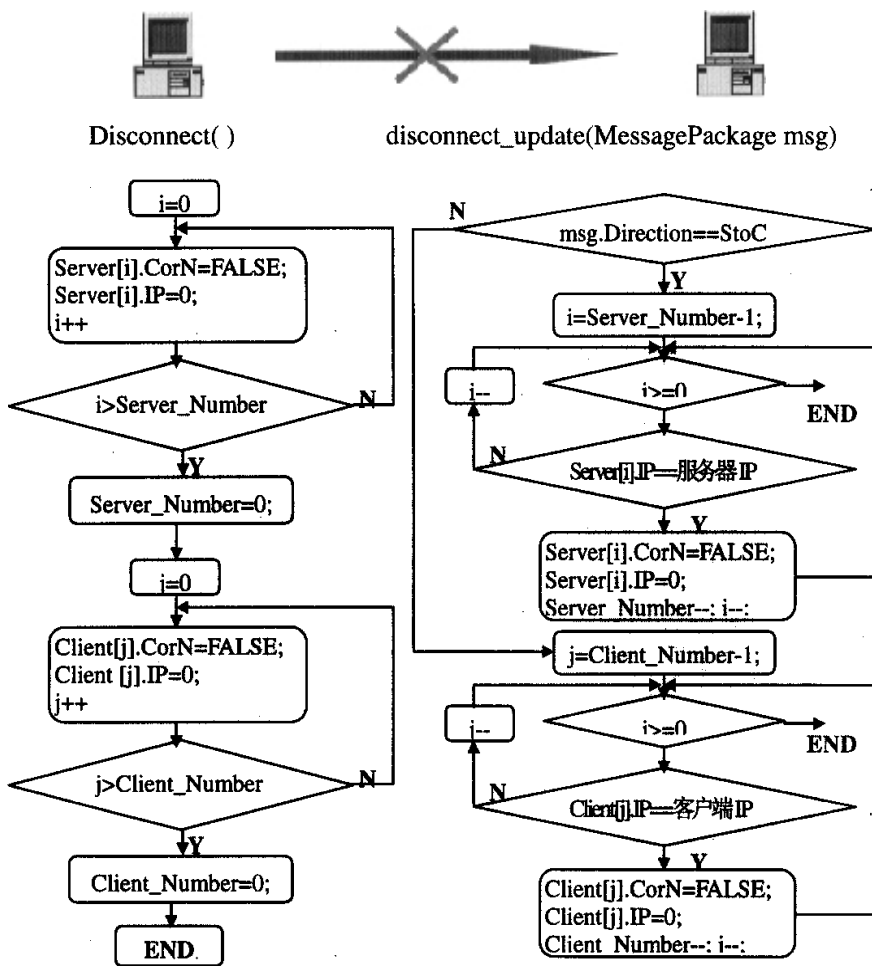 Disconnect( )
disconnect_update(MessagePackage msg)
i=0
Server[i].CorN=FALSE;
Server[i].IP=0;
i++
i>Server_Number
N
Y
Server_Number=0;
j=0
Client[j].CorN=FALSE;
Client [j].IP=0;
j++
j>Client_Number
N
Y
Client_Number=0;
END
N
msg.Direction==StoC
Y
i=Server_Number-1;
i--
i>=0
END
N
Server[i].IP==服务器IP
Y
Server[i].CorN=FALSE;
Server[i].IP=0;
Server_Number--; i--;
j=Client_Number-1;
>=0
END
N
Client[j].IP==客户端IP
Y
Client[j].CorN=FALSE;
Client[j].IP=0;
Client_Number--;